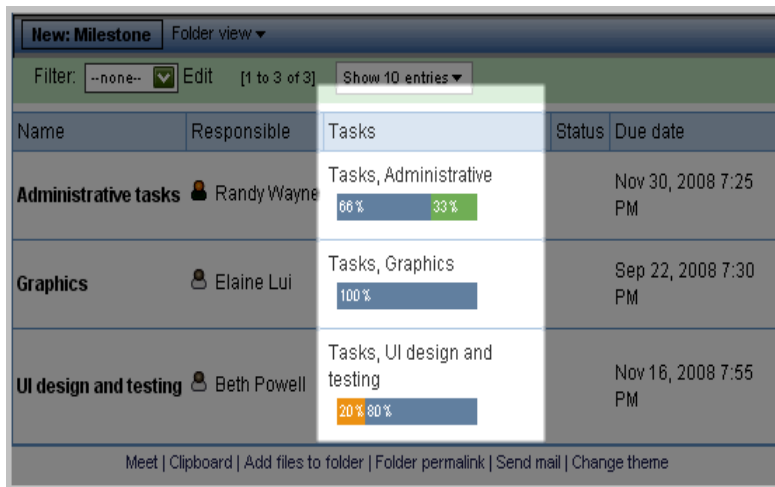 New: Milestone Folder view
Filter: --none-- Edit [1 to 3 of 3] Show 10 entries
Name Responsible Tasks Status Due date
Administrative tasks Randy Wayne Tasks, Administrative Nov 30, 2008 7:25 PM
66% 33%
Graphics Elaine Lui Tasks, Graphics Sep 22, 2008 7:30 PM
100%
UI design and testing Beth Powell Tasks, UI design and testing Nov 16, 2008 7:55 PM
20% 80%
Meet | Clipboard | Add files to folder | Folder permalink | Send mail | Change theme